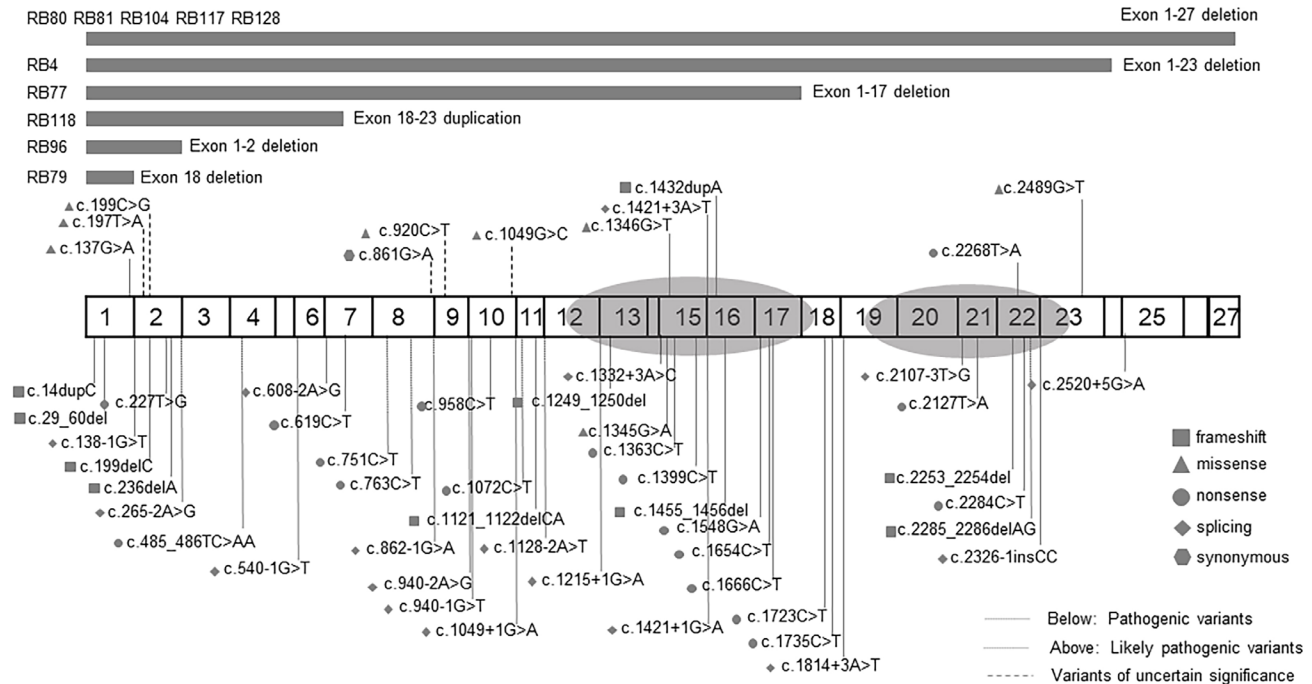 RB80 RB81 RB104 RB117 RB128
Exon 1-27 deletion
RB4
Exon 1-23 deletion
RB77
Exon 1-17 deletion
RB118
Exon 18-23 duplication
RB96
Exon 1-2 deletion
RB79
Exon 18 deletion
c.199C>G
c.197T>A
c.137G>A
c.920C>T
c.861G>A
c.1049G>C
c.1432dupA
c.1421+3A>T
c.1346G>T
c.2489G>T
c.2268T>A
1 2 3 4 6 7 8 9 10 11 12 13 15 16 17 18 19 20 21 22 23 25 27
c.14dupC
c.227T>G
c.29_60del
c.138-1G>T
c.199delC
c.236delA
c.265-2A>G
c.485_486TC>AA
c.540-1G>T
c.608-2A>G
c.619C>T
c.751C>T
c.763C>T
c.958C>T
c.1072C>T
c.1121_1122delCA
c.862-1G>A
c.1128-2A>T
c.940-2A>G
c.940-1G>T
c.1049+1G>A
c.1215+1G>A
c.1332+3A>C
c.1249_1250del
c.1345G>A
c.1363C>T
c.1399C>T
c.1455_1456del
c.1548G>A
c.1654C>T
c.1666C>T
c.1421+1G>A
c.1723C>T
c.1735C>T
c.1814+3A>T
c.2107-3T>G
c.2127T>A
c.2520+5G>A
c.2253_2254del
c.2284C>T
c.2285_2286delAG
c.2326-1insCC
frameshift
missense
nonsense
splicing
synonymous
Below: Pathogenic variants
Above: Likely pathogenic variants
Variants of uncertain significance